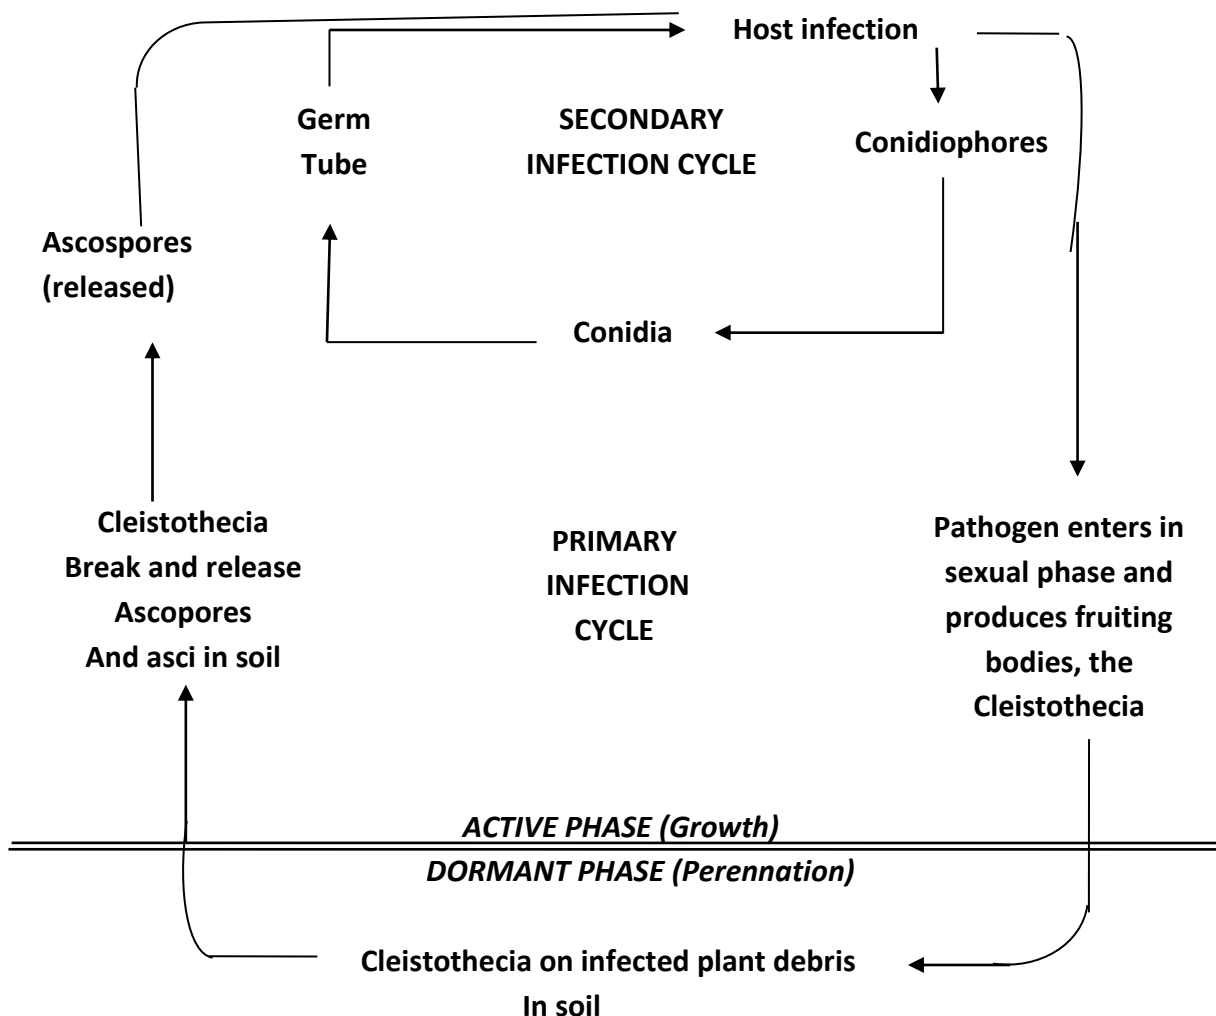 Host infection
Germ
Tube
SECONDARY
INFECTION CYCLE
Conidiophores
Ascospores
(released)
Conidia
Cleistothecia
Break and release
Ascopores
And asci in soil
PRIMARY
INFECTION
CYCLE
Pathogen enters in
sexual phase and
produces fruiting
bodies, the
Cleistothecia
ACTIVE PHASE (Growth)
DORMANT PHASE (Perennation)
Cleistothecia on infected plant debris
In soil